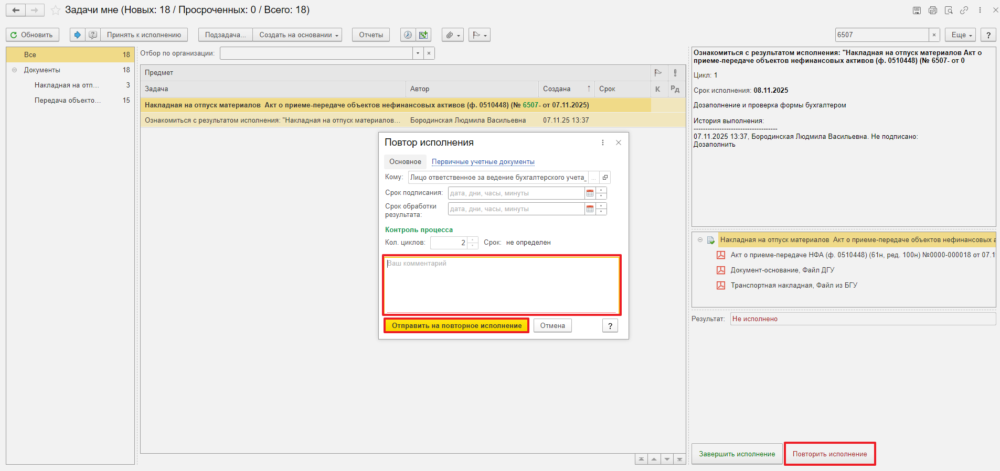 Задачи мне (Новых: 18 / Просроченных: 0 / Всего: 18)
Обновить
Принять к исполнению
Подзадача...
Создать на основании
Отчеты
6507
×
Еще
?
Все 18
Документы 18
Накладная на отп... 3
Передача объекто... 15
Отбор по организации:
×
Предмет
!
Задача Автор Создана ↑ Срок К Рд
Накладная на отпуск материалов Акт о приеме-передаче объектов нефинансовых активов (ф. 0510448) (№ 6507- от 07.11.2025)
Ознакомиться с результатом исполнения: "Накладная на отпуск материалов... Бородинская Людмила Васильевна 07.11.25 13:37
Повтор исполнения
Основное Первичные учетные документы
Кому: Лицо ответственное за ведение бухгалтерского учета_ ...
Срок подписания: дата, дни, часы, минуты
Срок обработки
результата: дата, дни, часы, минуты
Контроль процесса
Кол. циклов: 2 Срок: не определен
Ваш комментарий
Отправить на повторное исполнение
Отмена
?
Ознакомиться с результатом исполнения: "Накладная на отпуск материалов Акт о
приеме-передаче объектов нефинансовых активов (ф. 0510448) (№ 6507- от 0
Цикл: 1
Срок исполнения: 08.11.2025
Дозаполнение и проверка формы бухгалтером
История выполнения:
------------------------------------
07.11.2025 13:37, Бородинская Людмила Васильевна. Не подписано:
Дозаполнить
Накладная на отпуск материалов Акт о приеме-передаче объектов нефинансовых а
Акт о приеме-передаче НФА (ф. 0510448) (61н, ред. 100н) №0000-000018 от 07.1
Документ-основание, Файл ДГУ
Транспортная накладная, Файл из БГУ
Результат: Не исполнено
Завершить исполнение
Повторить исполнение